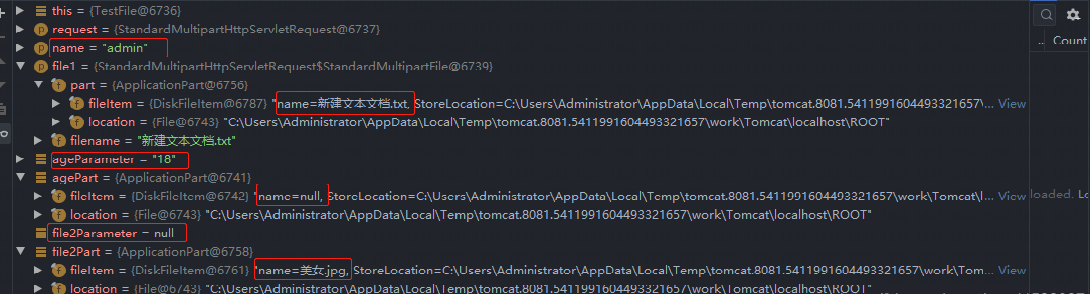 this = {TestFile@6736}
request = {StandardMultipartHttpServletRequest@6737}
name = "admin"
file1 = {StandardMultipartHttpServletRequest$StandardMultipartFile@6739}
part = {ApplicationPart@6756}
fileItem = {DiskFileItem@6787} "name=新建文本文档.txt, StoreLocation=C:\Users\Administrator\AppData\Local\Temp\tomcat.8081.5411991604493321657\... View
location = {File@6743} "C:\Users\Administrator\AppData\Local\Temp\tomcat.8081.5411991604493321657\work\Tomcat\localhost\ROOT"
filename = "新建文本文档.txt"
ageParameter = "18"
agePart = {ApplicationPart@6741}
fileItem = {DiskFileItem@6742} "name=null, StoreLocation=C:\Users\Administrator\AppData\Local\Temp\tomcat.8081.5411991604493321657\work\Tomcat\l... View
location = {File@6743} "C:\Users\Administrator\AppData\Local\Temp\tomcat.8081.5411991604493321657\work\Tomcat\localhost\ROOT"
file2Parameter = null
file2Part = {ApplicationPart@6758}
fileItem = {DiskFileItem@6761} "name=美女.jpg, StoreLocation=C:\Users\Administrator\AppData\Local\Temp\tomcat.8081.5411991604493321657\work\Tom... View
location = {File@6743} "C:\Users\Administrator\AppData\Local\Temp\tomcat.8081.5411991604493321657\work\Tomcat\localhost\ROOT"
.. Count
loaded. Lo